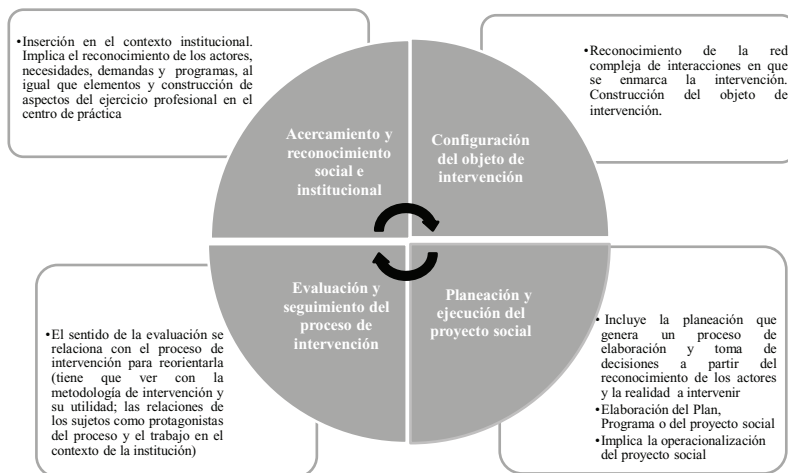 •Inserción en el contexto institucional.
Implica el reconocimiento de los actores,
necesidades, demandas y programas, al
igual que elementos y construcción de
aspectos del ejercicio profesional en el
centro de práctica
Acercamiento y
reconocimiento
social e
institucional
Configuración
del objeto de
intervención
•Reconocimiento de la red
compleja de interacciones en que
se enmarca la intervención.
Construcción del objeto de
intervención.
•El sentido de la evaluación se
relaciona con el proceso de
intervención para reorientarla
(tiene que ver con la
metodología de intervención y
su utilidad; las relaciones de
los sujetos como protagonistas
del proceso y el trabajo en el
contexto de la institución)
Evaluación y
seguimiento del
proceso de
intervención
Planeación y
ejecución del
proyecto social
• Incluye la planeación que
genera un proceso de
elaboración y toma de
decisiones a partir del
reconocimiento de los actores
y la realidad a intervenir
•Elaboración del Plan,
Programa o del proyecto social
•Implica la operacionalización
del proyecto social